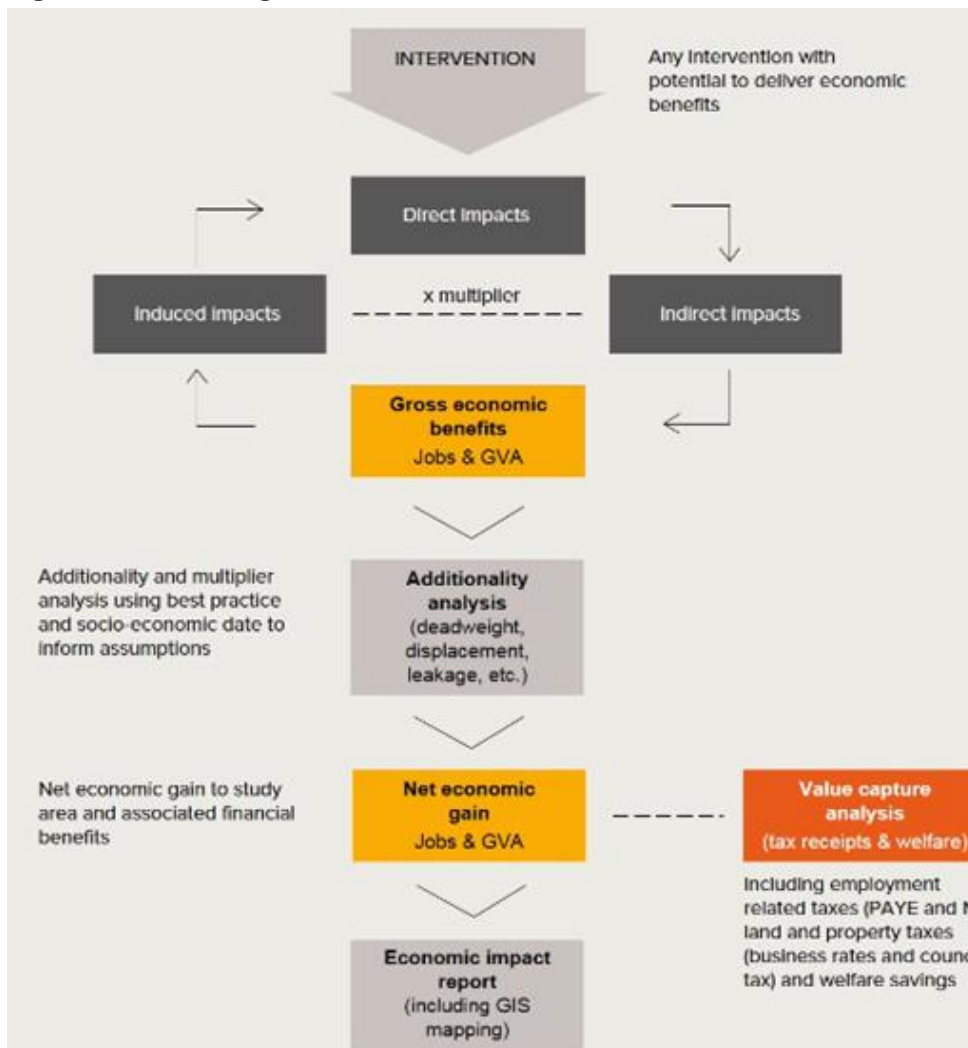 INTERVENTION
Any intervention with
potential to deliver economic
benefits
Direct impacts
x multiplier
Induced impacts
Indirect impacts
Gross economic
benefits
Jobs & GVA
Additionality and multiplier
analysis using best practice
and socio-economic date to
inform assumptions
Additionality
analysis
(deadweight,
displacement,
leakage, etc.)
Net economic gain to study
area and associated financial
benefits
Net economic
gain
Jobs & GVA
Value capture
analysis
(tax receipts & welfare)
Including employment
related taxes (PAYE and
land and property taxes
(business rates and
tax) and welfare savings
Economic impact
report
(including GIS
mapping)